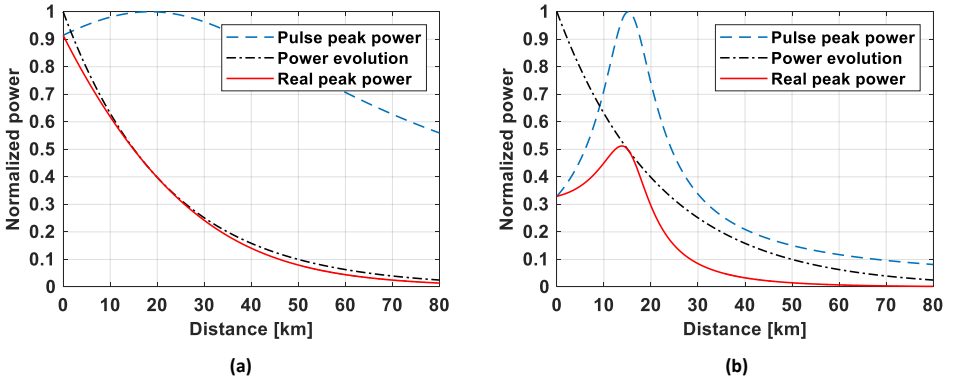 Normalized power
1
0.9
0.8
0.7
0.6
0.5
0.4
0.3
0.2
0.1
0
Pulse peak power
Power evolution
Real peak power
0 10 20 30 40 50 60 70 80
Distance [km]
(a)
Normalized power
1
0.9
0.8
0.7
0.6
0.5
0.4
0.3
0.2
0.1
0
Pulse peak power
Power evolution
Real peak power
0 10 20 30 40 50 60 70 80
Distance [km]
(b)